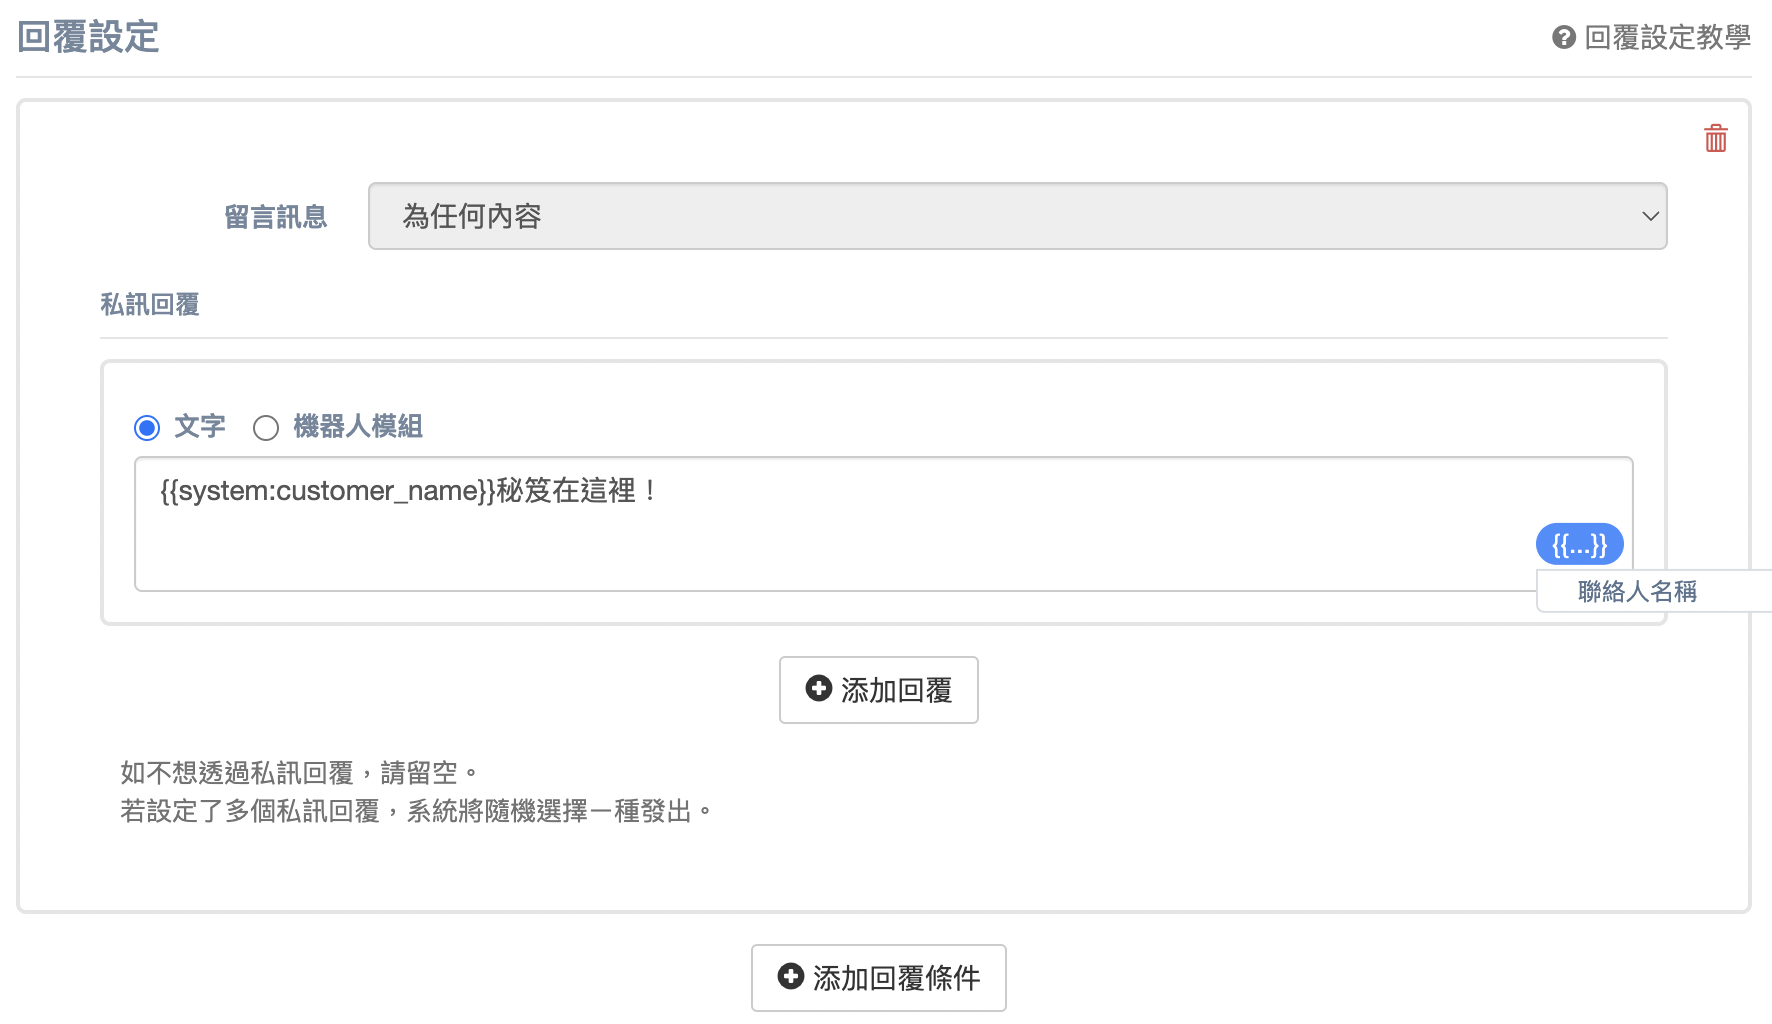 回覆設定
回覆設定教學
留言訊息
為任何內容
私訊回覆
文字 機器人模組
{{system:customer_name}}秘笈在這裡！
{{...}}
聯絡人名稱
添加回覆
如不想透過私訊回覆，請留空。
若設定了多個私訊回覆，系統將隨機選擇一種發出。
添加回覆條件